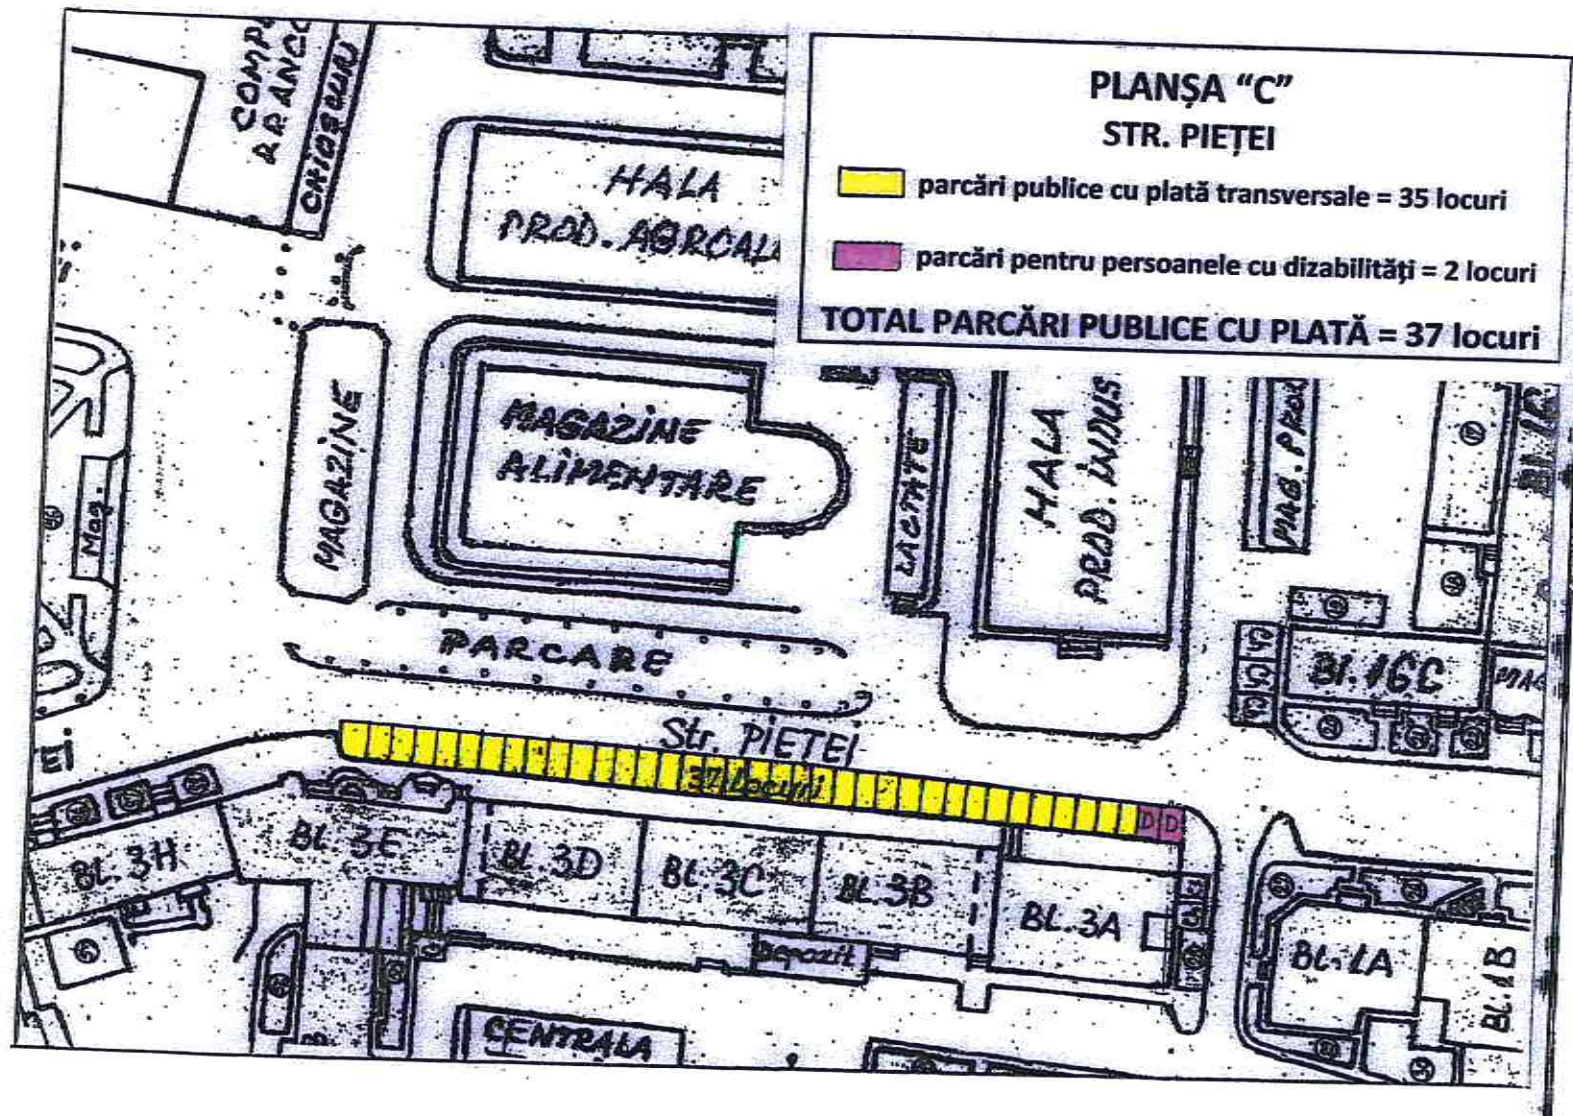 PLANȘA “C”
STR. PIEȚEI
parcări publice cu plată transversale = 35 locuri
parcări pentru persoanele cu dizabilități = 2 locuri
TOTAL PARCĂRI PUBLICE CU PLATĂ = 37 locuri
CHIOȘCURI
HALA
PROD. AGROAL
MAGAZINE
MAGAZINE
ALIMENTARE
LACTATE
HALA
PROD. INDUS
Mag.
PARCARE
Str. PIEȚEI
37 Locuri
D D
Bl. 16C
BL. 3H
BL. 3E
BL. 3D
BL. 3C
BL. 3B
BL. 3A
BL. 1A
BL. 1B
Depozit
CENTRALA